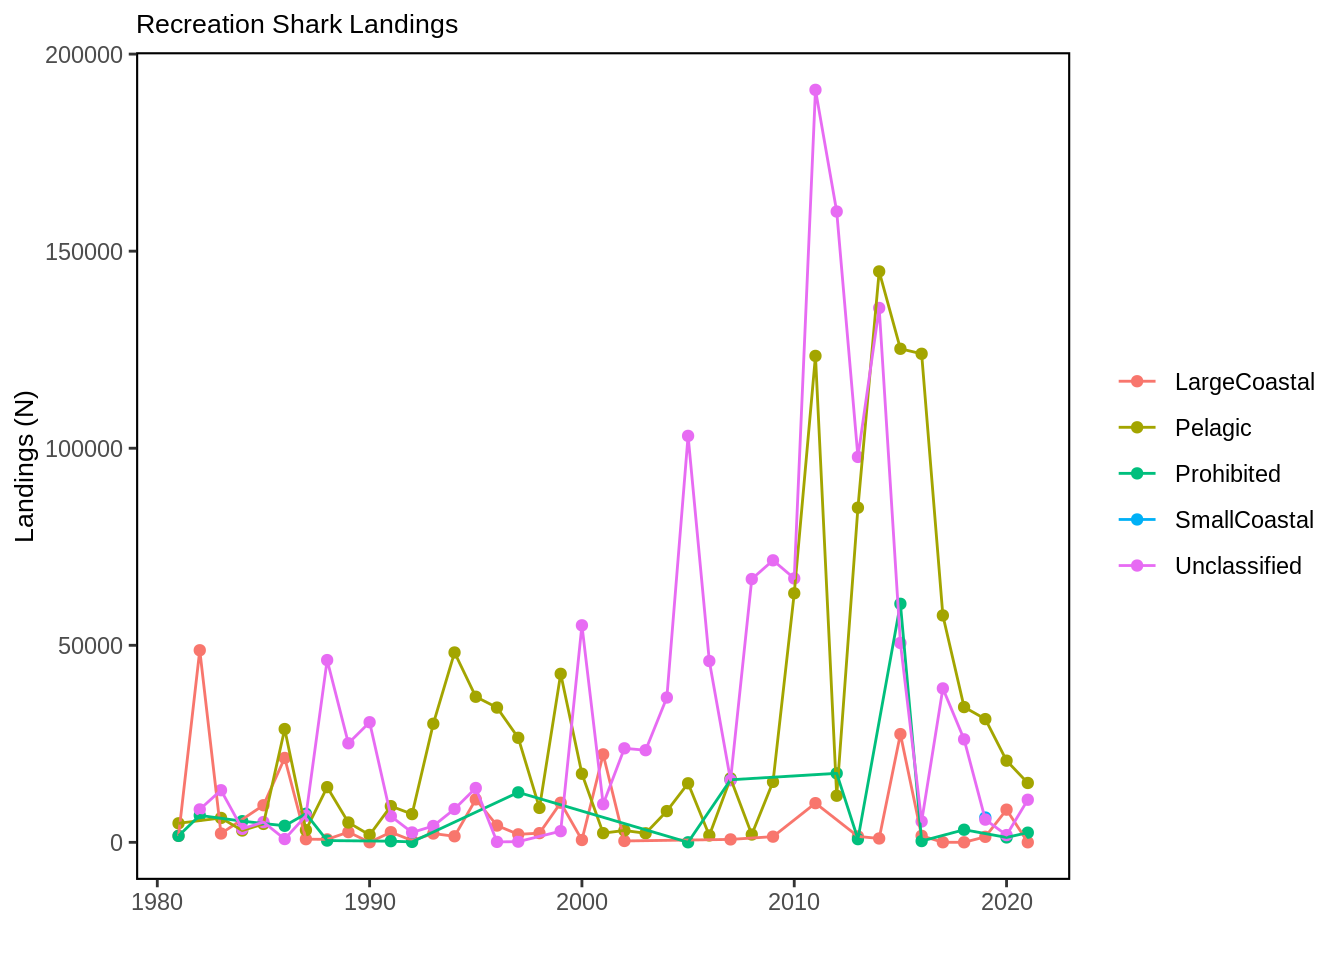 Recreation Shark Landings
200000
150000
100000
50000
0
Landings (N)
1980
1990
2000
2010
2020
LargeCoastal
Pelagic
Prohibited
SmallCoastal
Unclassified